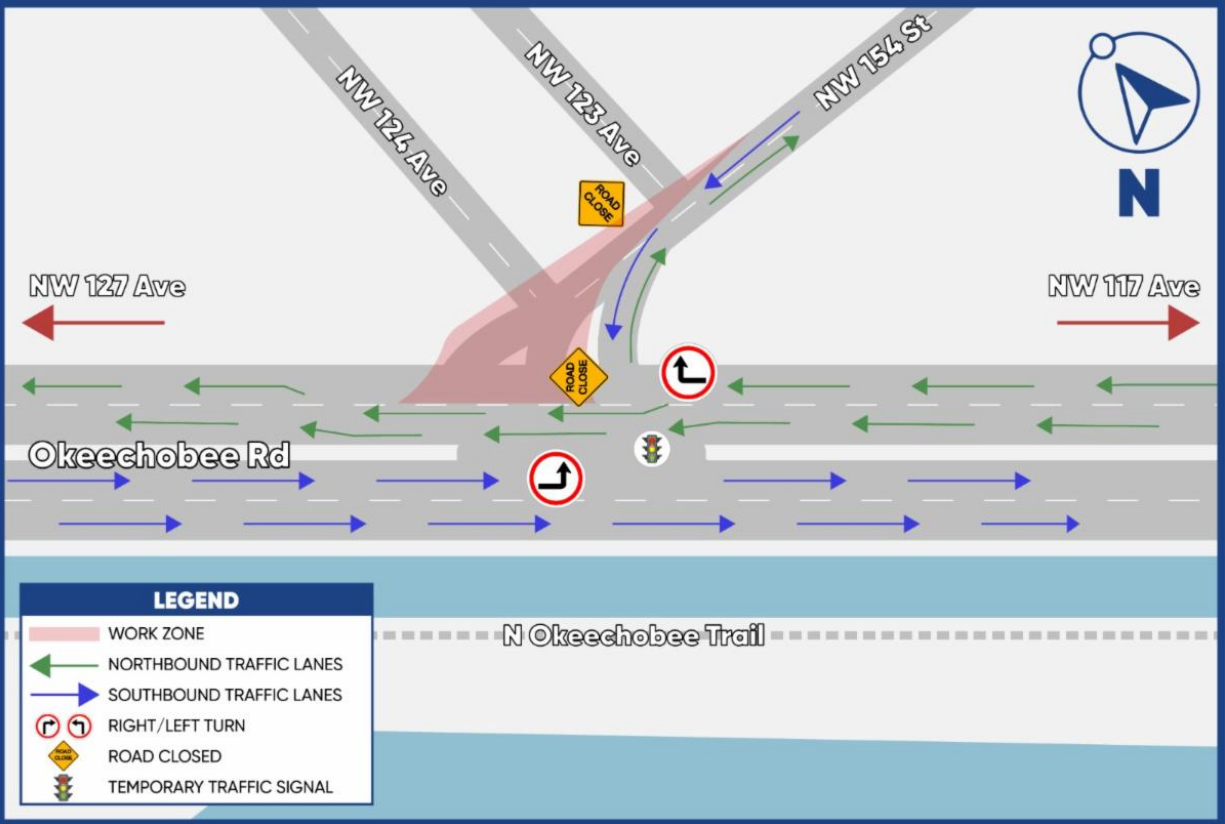 NW 124 Ave
NW 123 Ave
NW 154 St
N
ROAD
CLOSE
NW 127 Ave
NW 117 Ave
ROAD
CLOSE
Okeechobee Rd
N Okeechobee Trail
LEGEND
WORK ZONE
NORTHBOUND TRAFFIC LANES
SOUTHBOUND TRAFFIC LANES
RIGHT/LEFT TURN
ROAD
CLOSE
ROAD CLOSED
TEMPORARY TRAFFIC SIGNAL